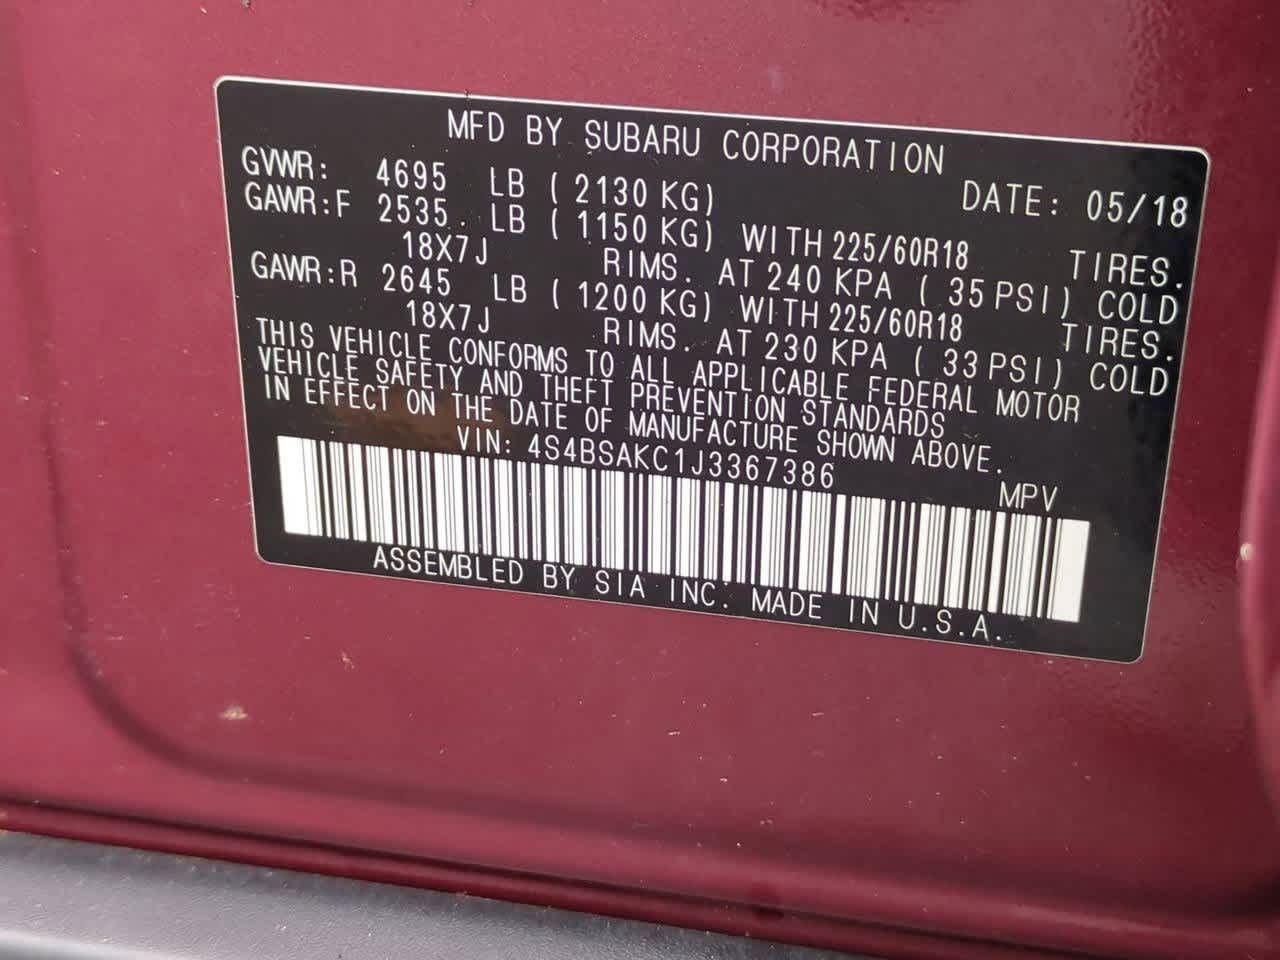 MFD BY SUBARU CORPORATION
GVWR: 4695 LB ( 2130 KG) DATE: 05/18
GAWR:F 2535 LB ( 1150 KG) WITH 225/60R18 TIRES.
18X7J RIMS. AT 240 KPA ( 35 PSI) COLD
GAWR:R 2645 LB ( 1200 KG) WITH 225/60R18 TIRES.
18X7J RIMS. AT 230 KPA ( 33 PSI) COLD
THIS VEHICLE CONFORMS TO ALL APPLICABLE FEDERAL MOTOR
VEHICLE SAFETY AND THEFT PREVENTION STANDARDS
IN EFFECT ON THE DATE OF MANUFACTURE SHOWN ABOVE.
VIN: 4S4BSAKC1J3367386 MPV
ASSEMBLED BY SIA INC. MADE IN U.S.A.